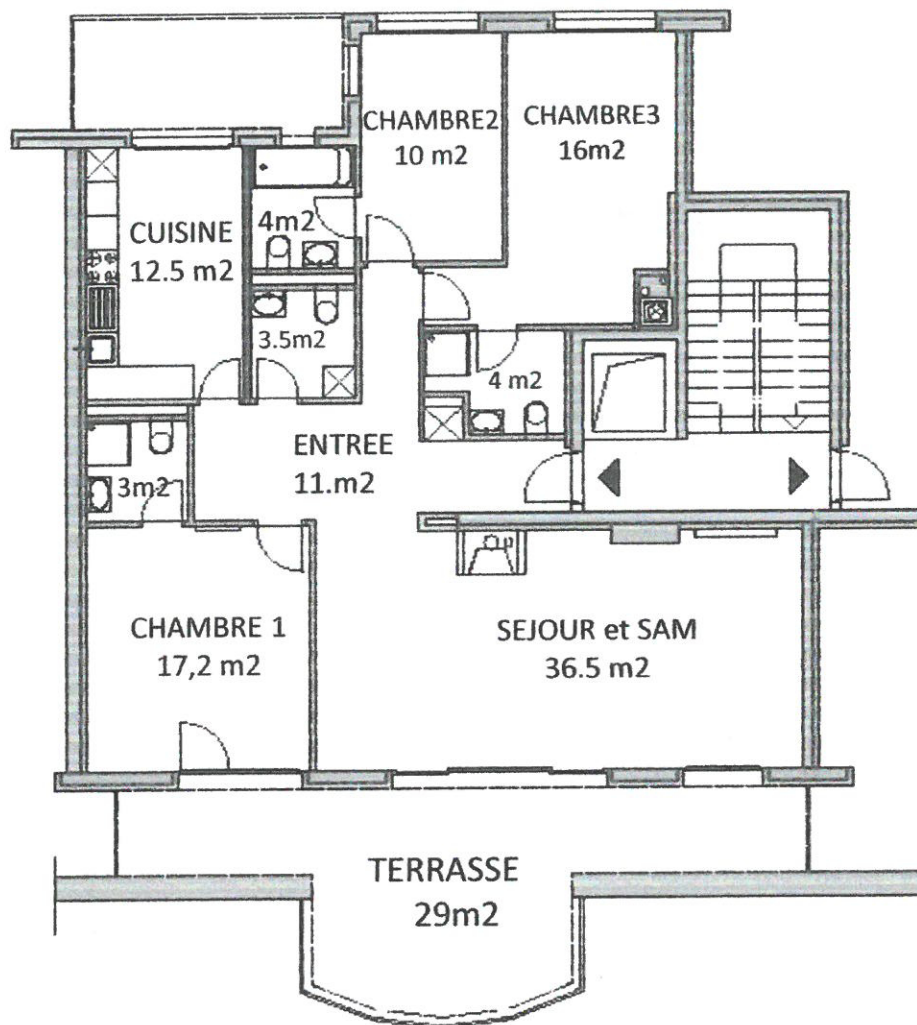 CHAMBRE2
10 m2
CHAMBRE3
16m2
CUISINE
12.5 m2
4m2
3.5m2
4 m2
ENTREE
11.m2
3m2
CHAMBRE 1
17,2 m2
SEJOUR et SAM
36.5 m2
TERRASSE
29m2